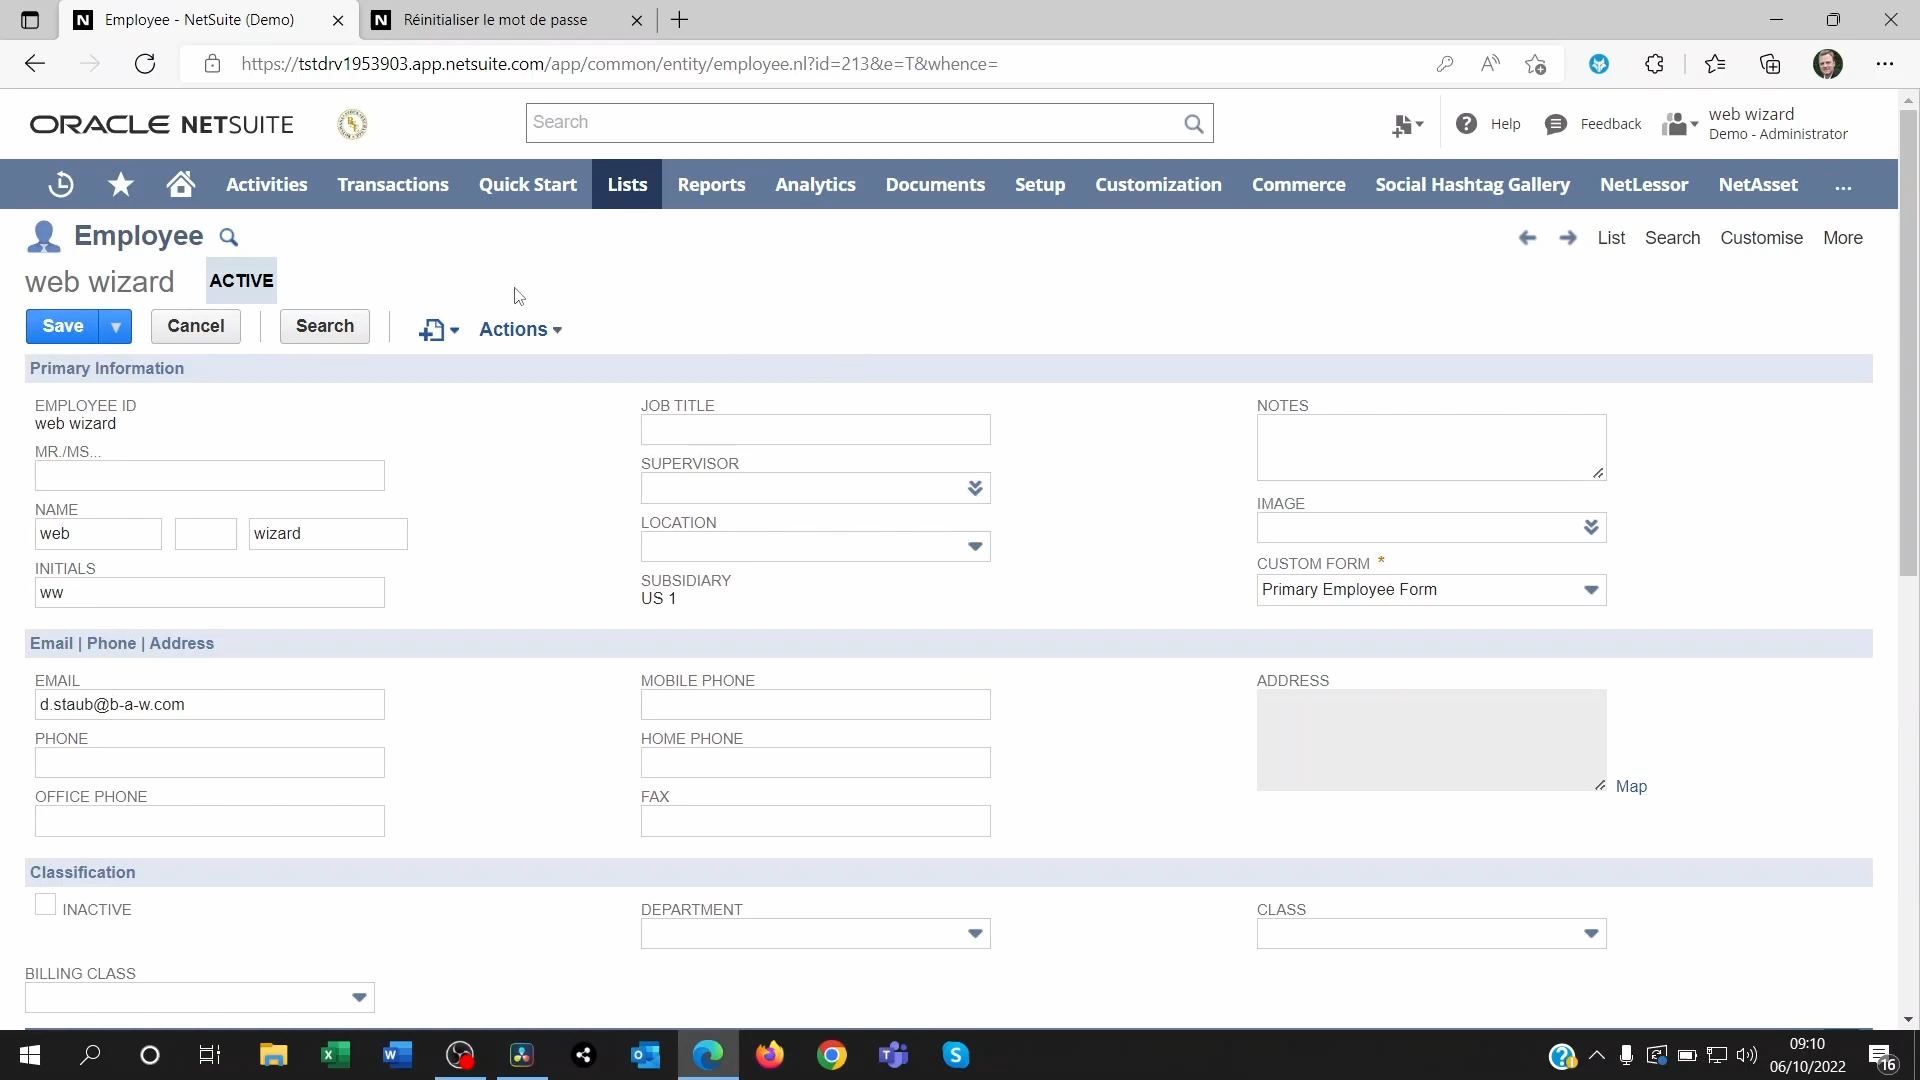 Employee - NetSuite (Demo)
Réinitialiser le mot de passe
https://tstdrv1953903.app.netsuite.com/app/common/entity/employee.nl?id=213&e=T&whence=
ORACLE NETSUITE
Search
Help
Feedback
web wizard
Demo - Administrator
Activities Transactions Quick Start Lists Reports Analytics Documents Setup Customization Commerce Social Hashtag Gallery NetLessor NetAsset ...
Employee
List Search Customise More
web wizard ACTIVE
Save Cancel Search Actions
Primary Information
EMPLOYEE ID
web wizard
MR./MS...
NAME
web wizard
INITIALS
ww
JOB TITLE
SUPERVISOR
LOCATION
SUBSIDIARY
US 1
NOTES
IMAGE
CUSTOM FORM *
Primary Employee Form
Email | Phone | Address
EMAIL
d.staub@b-a-w.com
PHONE
OFFICE PHONE
MOBILE PHONE
HOME PHONE
FAX
ADDRESS
Map
Classification
INACTIVE
DEPARTMENT
CLASS
BILLING CLASS
09:10
06/10/2022
16